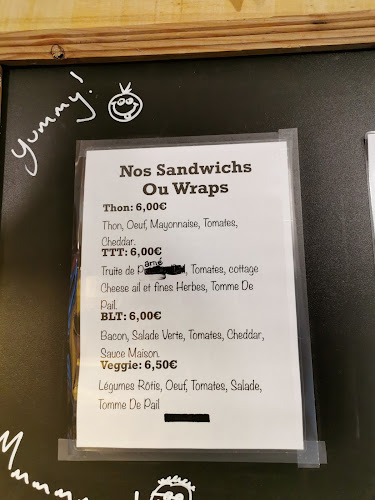 Yummy!
Nos Sandwichs
Ou Wraps
Thon: 6,00€
Thon, Oeuf, Mayonnaise, Tomates,
Cheddar.
TTT: 6,00€
Truite de Parné, Tomates, cottage
Cheese ail et fines Herbes, Tomme De
Pail.
BLT: 6,00€
Bacon, Salade Verte, Tomates, Cheddar,
Sauce Maison.
Veggie: 6,50€
Légumes Rôtis, Oeuf, Tomates, Salade,
Tomme De Pail